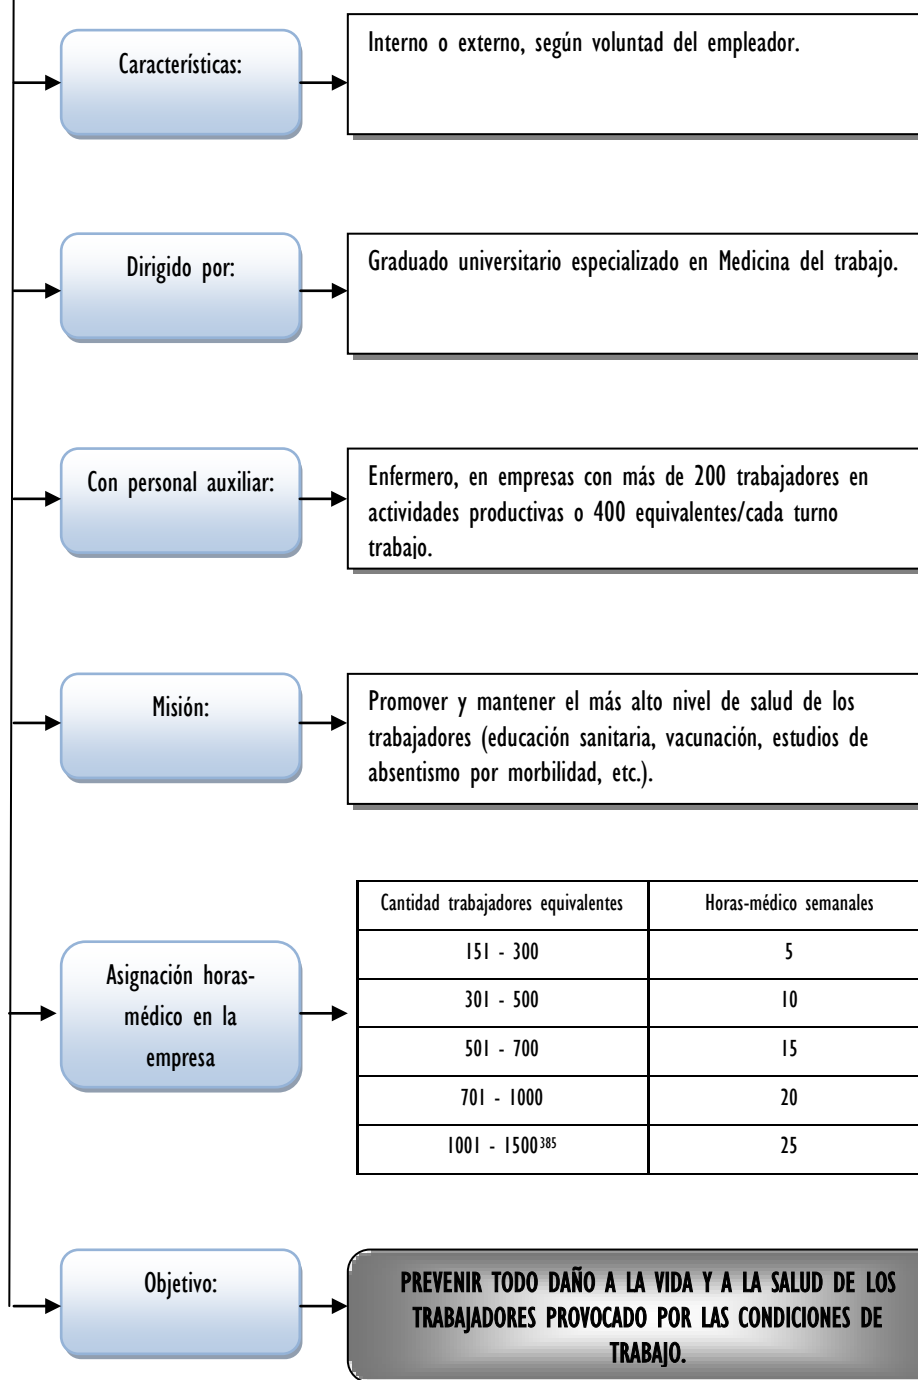 Características:
Interno o externo, según voluntad del empleador.
Dirigido por:
Graduado universitario especializado en Medicina del trabajo.
Con personal auxiliar:
Enfermero, en empresas con más de 200 trabajadores en
actividades productivas o 400 equivalentes/cada turno
trabajo.
Misión:
Promover y mantener el más alto nivel de salud de los
trabajadores (educación sanitaria, vacunación, estudios de
absentismo por morbilidad, etc.).
Asignación horas-
médico en la
empresa
Cantidad trabajadores equivalentes Horas-médico semanales
151 - 300 5
301 - 500 10
501 - 700 15
701 - 1000 20
1001 - 1500³⁸⁵ 25
Objetivo:
PREVENIR TODO DAÑO A LA VIDA Y A LA SALUD DE LOS
TRABAJADORES PROVOCADO POR LAS CONDICIONES DE
TRABAJO.